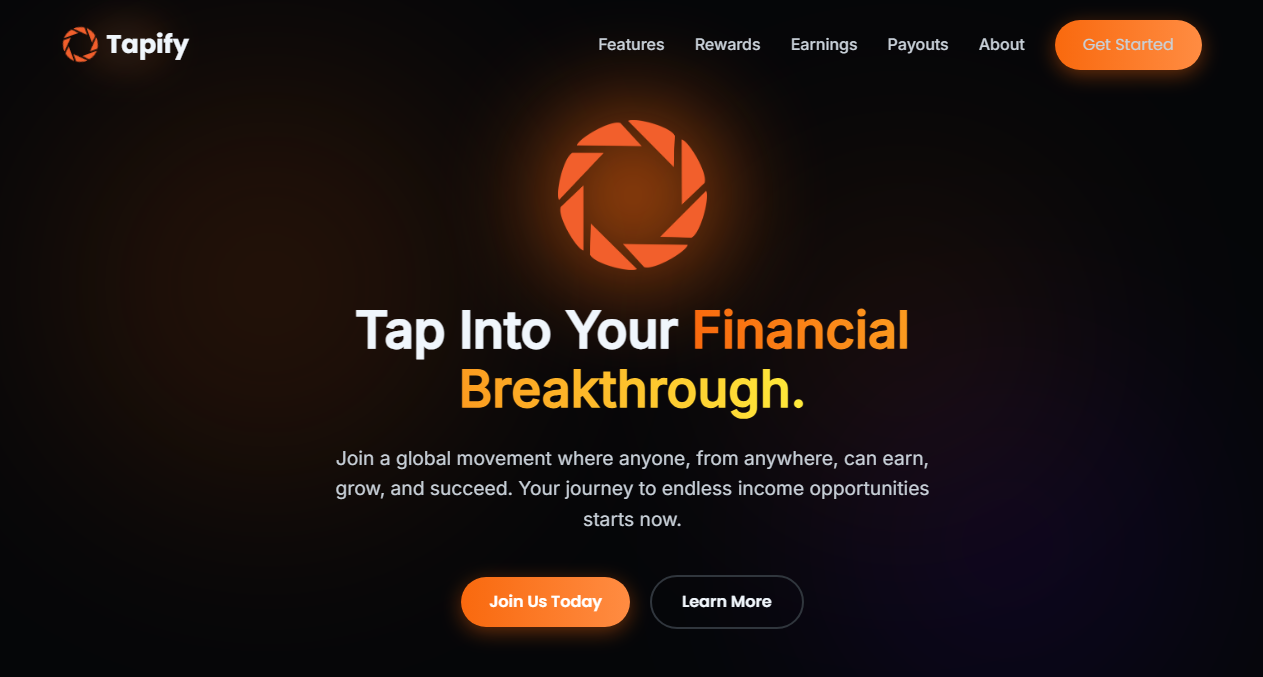 Tapify
Features
Rewards
Earnings
Payouts
About
Get Started
Tap Into Your Financial
Breakthrough.
Join a global movement where anyone, from anywhere, can earn,
grow, and succeed. Your journey to endless income opportunities
starts now.
Join Us Today
Learn More